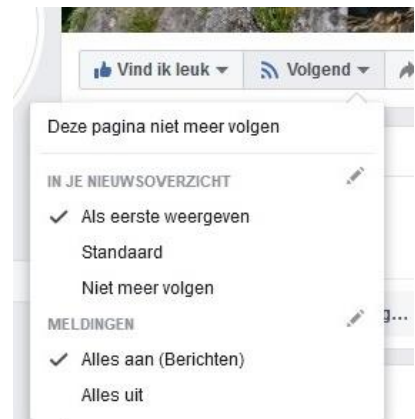 Vind ik leuk Volgend
Deze pagina niet meer volgen
IN JE NIEUWSOVERZICHT
Als eerste weergeven
Standaard
Niet meer volgen
MELDINGEN
Alles aan (Berichten)
Alles uit